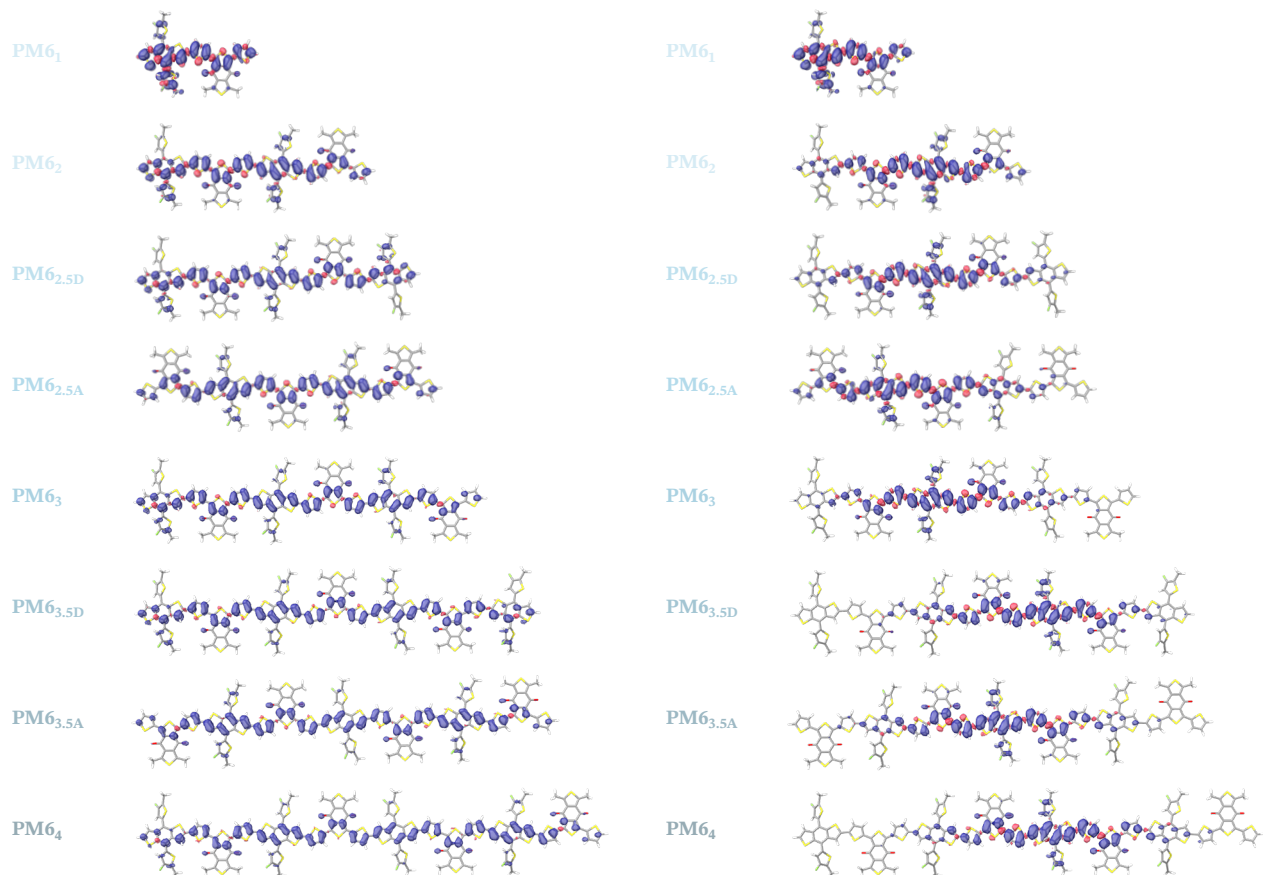 PM6₁ PM6₁
PM6₂ PM6₂
PM6₂.₅D PM6₂.₅D
PM6₂.₅A PM6₂.₅A
PM6₃ PM6₃
PM6₃.₅D PM6₃.₅D
PM6₃.₅A PM6₃.₅A
PM6₄ PM6₄